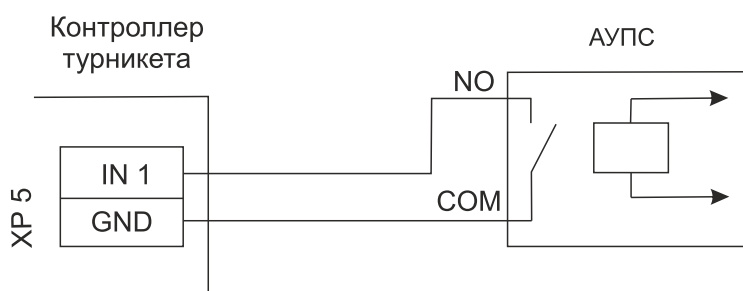 Контроллер
турникета
АУПС
NO
IN 1
COM
GND
XP 5